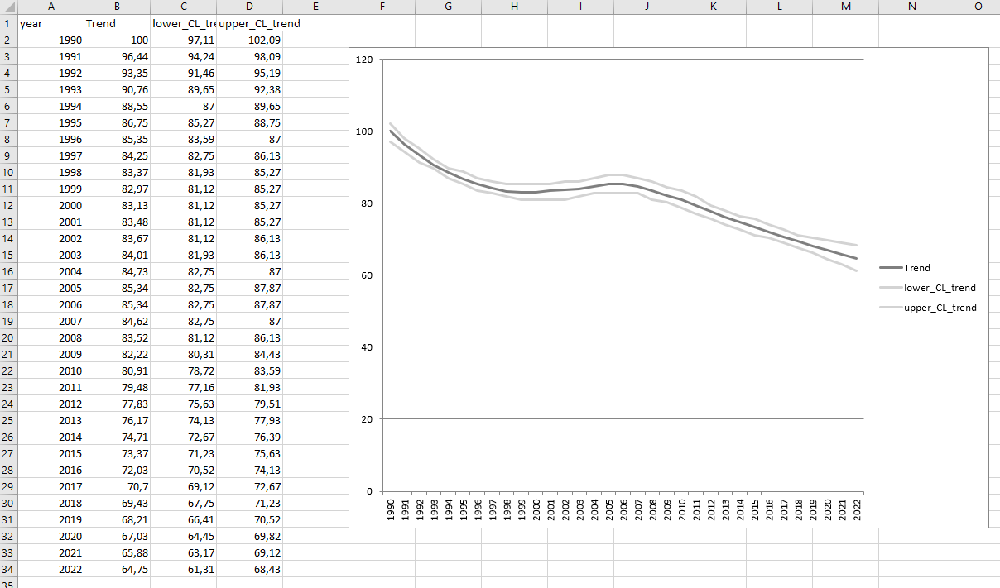 A B C D E F G H I J K L M N O
1 year Trend lower_CL_tre upper_CL_trend
2 1990 100 97,11 102,09
3 1991 96,44 94,24 98,09
4 1992 93,35 91,46 95,19
5 1993 90,76 89,65 92,38
6 1994 88,55 87 89,65
7 1995 86,75 85,27 88,75
8 1996 85,35 83,59 87
9 1997 84,25 82,75 86,13
10 1998 83,37 81,93 85,27
11 1999 82,97 81,12 85,27
12 2000 83,13 81,12 85,27
13 2001 83,48 81,12 85,27
14 2002 83,67 81,12 86,13
15 2003 84,01 81,93 86,13
16 2004 84,73 82,75 87
17 2005 85,34 82,75 87,87
18 2006 85,34 82,75 87,87
19 2007 84,62 82,75 87
20 2008 83,52 81,12 86,13
21 2009 82,22 80,31 84,43
22 2010 80,91 78,72 83,59
23 2011 79,48 77,16 81,93
24 2012 77,83 75,63 79,51
25 2013 76,17 74,13 77,93
26 2014 74,71 72,67 76,39
27 2015 73,37 71,23 75,63
28 2016 72,03 70,52 74,13
29 2017 70,7 69,12 72,67
30 2018 69,43 67,75 71,23
31 2019 68,21 66,41 70,52
32 2020 67,03 64,45 69,82
33 2021 65,88 63,17 69,12
34 2022 64,75 61,31 68,43
35
120
100
80
60
40
20
0
1990 1991 1992 1993 1994 1995 1996 1997 1998 1999 2000 2001 2002 2003 2004 2005 2006 2007 2008 2009 2010 2011 2012 2013 2014 2015 2016 2017 2018 2019 2020 2021 2022
Trend
lower_CL_trend
upper_CL_trend